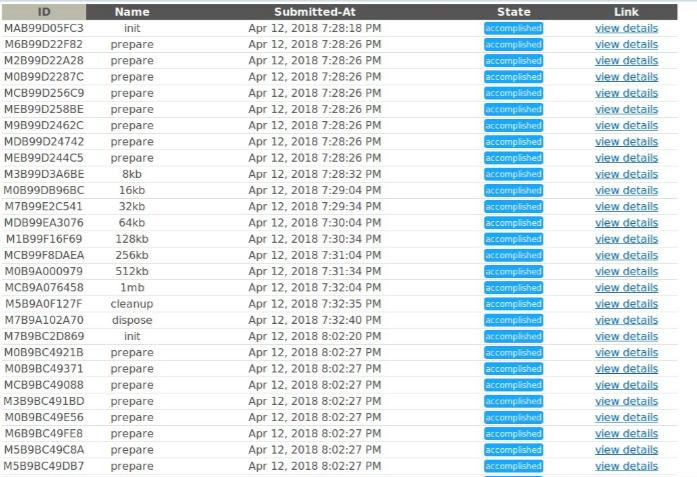 ID Name Submitted-At State Link
MAB99D05FC3 init Apr 12, 2018 7:28:18 PM accomplished view details
M6B99D22F82 prepare Apr 12, 2018 7:28:26 PM accomplished view details
M2B99D22A28 prepare Apr 12, 2018 7:28:26 PM accomplished view details
M0B99D2287C prepare Apr 12, 2018 7:28:26 PM accomplished view details
MCB99D256C9 prepare Apr 12, 2018 7:28:26 PM accomplished view details
MEB99D258BE prepare Apr 12, 2018 7:28:26 PM accomplished view details
M9B99D2462C prepare Apr 12, 2018 7:28:26 PM accomplished view details
MDB99D24742 prepare Apr 12, 2018 7:28:26 PM accomplished view details
MEB99D244C5 prepare Apr 12, 2018 7:28:26 PM accomplished view details
M3B99D3A6BE 8kb Apr 12, 2018 7:28:32 PM accomplished view details
M0B99DB96BC 16kb Apr 12, 2018 7:29:04 PM accomplished view details
M7B99E2C541 32kb Apr 12, 2018 7:29:34 PM accomplished view details
MDB99EA3076 64kb Apr 12, 2018 7:30:04 PM accomplished view details
M1B99F16F69 128kb Apr 12, 2018 7:30:34 PM accomplished view details
MCB99F8DAEA 256kb Apr 12, 2018 7:31:04 PM accomplished view details
M0B9A000979 512kb Apr 12, 2018 7:31:34 PM accomplished view details
MCB9A076458 1mb Apr 12, 2018 7:32:04 PM accomplished view details
M5B9A0F127F cleanup Apr 12, 2018 7:32:35 PM accomplished view details
M7B9A102A70 dispose Apr 12, 2018 7:32:40 PM accomplished view details
M7B9BC2D869 init Apr 12, 2018 8:02:20 PM accomplished view details
M0B9BC4921B prepare Apr 12, 2018 8:02:27 PM accomplished view details
M0B9BC49371 prepare Apr 12, 2018 8:02:27 PM accomplished view details
MCB9BC49088 prepare Apr 12, 2018 8:02:27 PM accomplished view details
M3B9BC491BD prepare Apr 12, 2018 8:02:27 PM accomplished view details
M0B9BC49E56 prepare Apr 12, 2018 8:02:27 PM accomplished view details
M6B9BC49FE8 prepare Apr 12, 2018 8:02:27 PM accomplished view details
M5B9BC49C8A prepare Apr 12, 2018 8:02:27 PM accomplished view details
M5B9BC49DB7 prepare Apr 12, 2018 8:02:27 PM accomplished view details